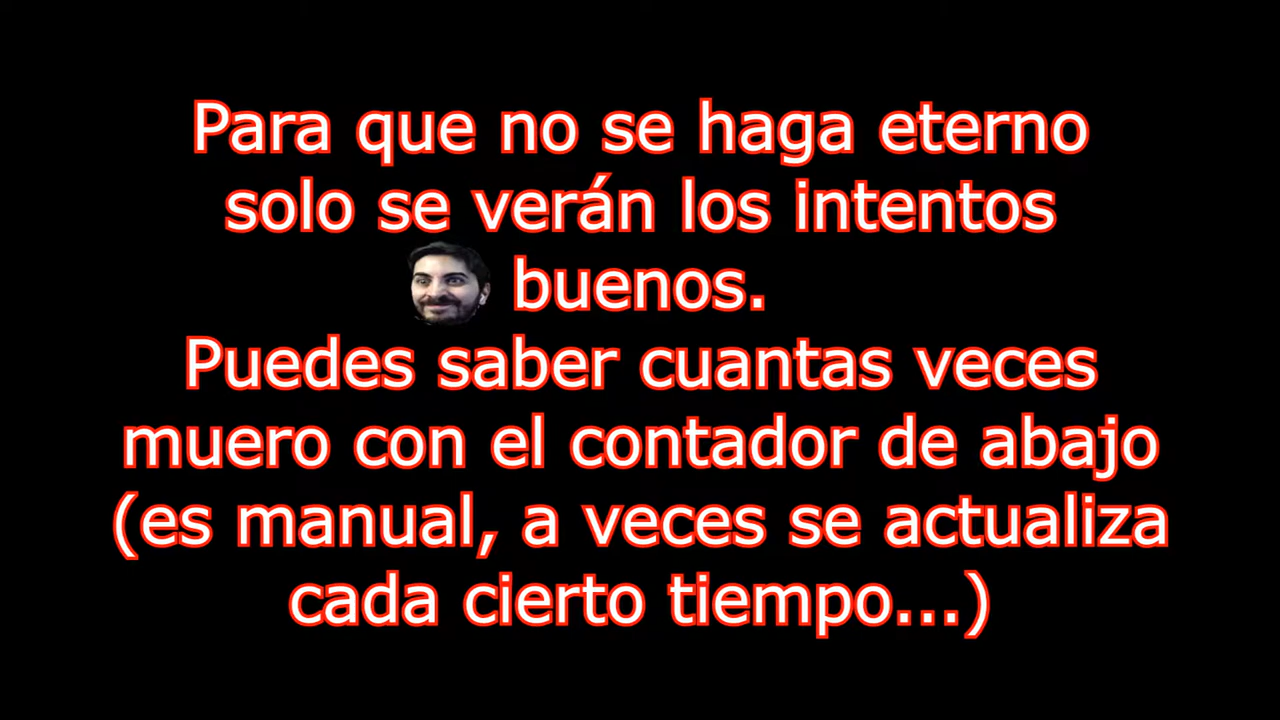 Para que no se haga eterno
solo se verán los intentos
buenos.
Puedes saber cuantas veces
muero con el contador de abajo
(es manual, a veces se actualiza
cada cierto tiempo...)